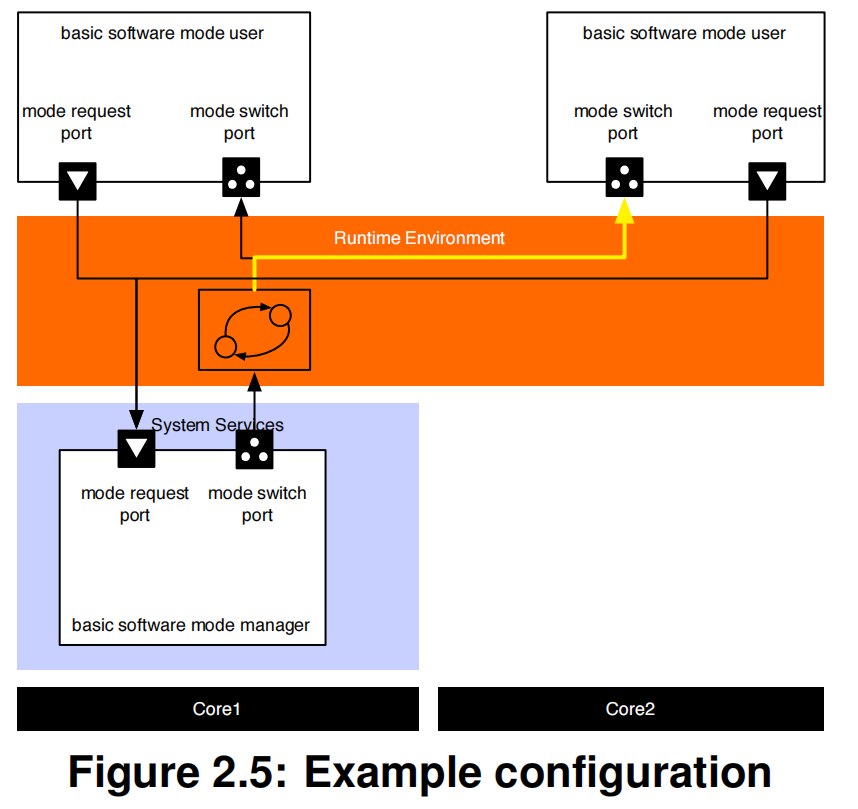 basic software mode user
basic software mode user
mode request
port
mode switch
port
mode switch
port
mode request
port
Runtime Environment
System Services
mode request
port
mode switch
port
basic software mode manager
Core1
Core2
Figure 2.5: Example configuration